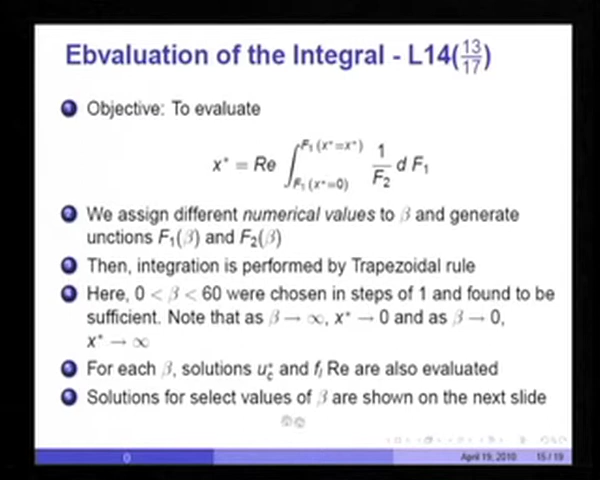 Ebvaluation of the Integral - L14(13/17)
Objective: To evaluate
x* = Re ∫_{F₁(x*=0)}^{F₁(x*=x*)} 1/F₂ d F₁
We assign different numerical values to β and generate
unctions F₁(β) and F₂(β)
Then, integration is performed by Trapezoidal rule
Here, 0 < β < 60 were chosen in steps of 1 and found to be
sufficient. Note that as β → ∞, x* → 0 and as β → 0,
x* → ∞
For each β, solutions u*_c and f_l Re are also evaluated
Solutions for select values of β are shown on the next slide
()
April 19, 2010 15 / 19